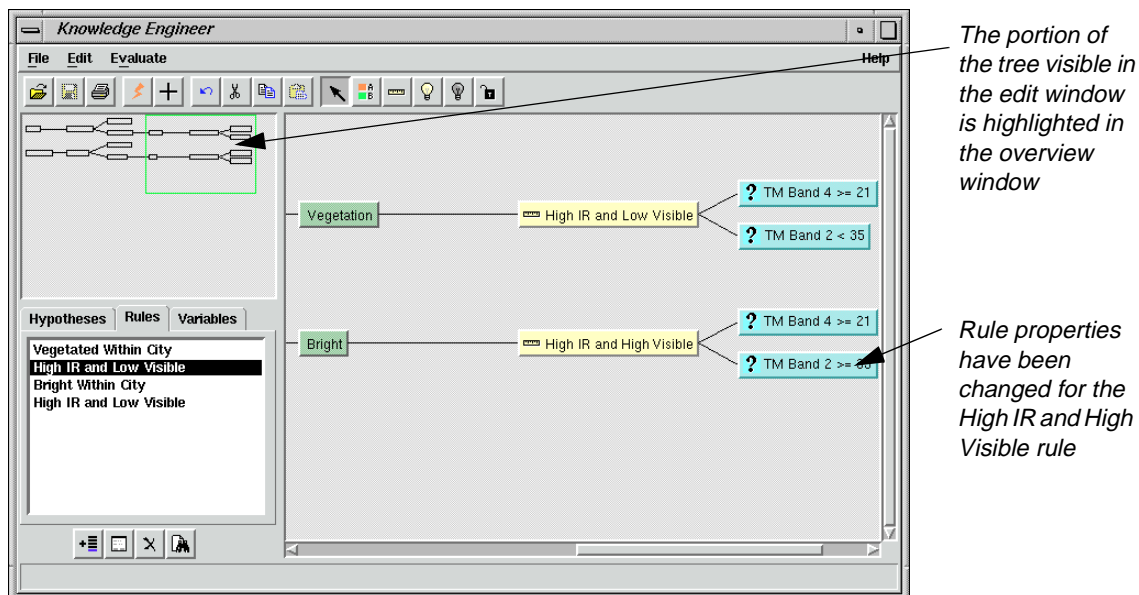 Knowledge Engineer
File Edit Evaluate Help
Vegetation
High IR and Low Visible
? TM Band 4 >= 21
? TM Band 2 < 35
Bright
High IR and High Visible
? TM Band 4 >= 21
? TM Band 2 >=
Hypotheses Rules Variables
Vegetated Within City
High IR and Low Visible
Bright Within City
High IR and Low Visible
The portion of
the tree visible in
the edit window
is highlighted in
the overview
window
Rule properties
have been
changed for the
High IR and High
Visible rule